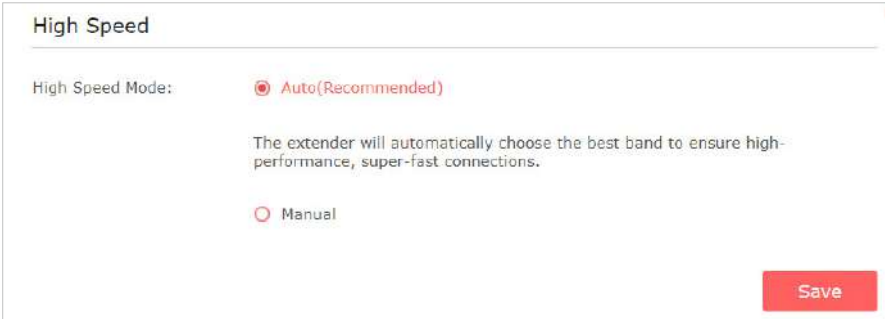 High Speed
High Speed Mode: Auto(Recommended)
The extender will automatically choose the best band to ensure high-
performance, super-fast connections.
Manual
Save